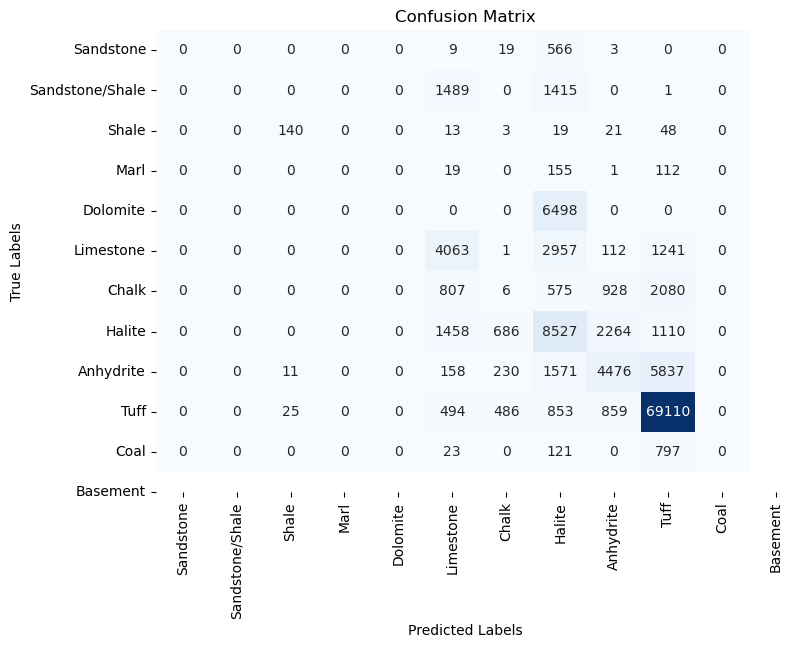 Confusion Matrix
Sandstone 0 0 0 0 0 9 19 566 3 0 0
Sandstone/Shale 0 0 0 0 0 1489 0 1415 0 1 0
Shale 0 0 140 0 0 13 3 19 21 48 0
Marl 0 0 0 0 0 19 0 155 1 112 0
Dolomite 0 0 0 0 0 0 0 6498 0 0 0
Limestone 0 0 0 0 0 4063 1 2957 112 1241 0
Chalk 0 0 0 0 0 807 6 575 928 2080 0
Halite 0 0 0 0 0 1458 686 8527 2264 1110 0
Anhydrite 0 0 11 0 0 158 230 1571 4476 5837 0
Tuff 0 0 25 0 0 494 486 853 859 69110 0
Coal 0 0 0 0 0 23 0 121 0 797 0
Basement
True Labels
Sandstone Sandstone/Shale Shale Marl Dolomite Limestone Chalk Halite Anhydrite Tuff Coal Basement
Predicted Labels